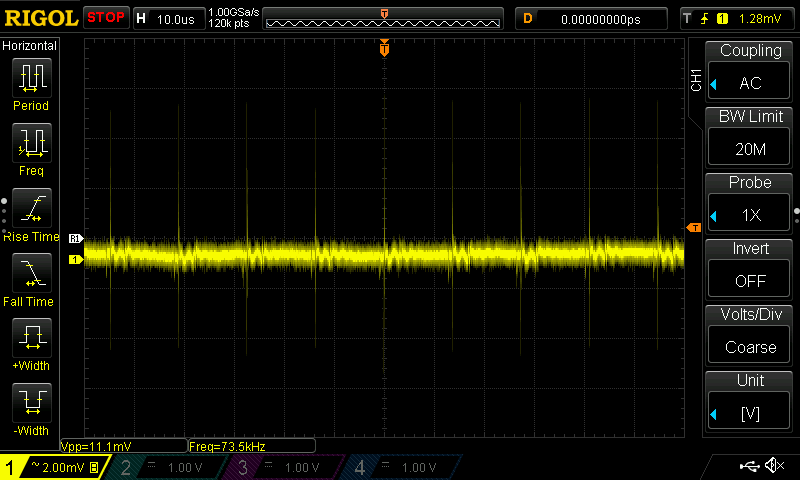 RIGOL STOP H 10.0us 1.00GSa/s 120k pts T D 0.00000000ps T 1 1.28mV
Horizontal
Period
Freq
Rise Time
Fall Time
+Width
-Width
T
R1
1
T
Vpp=11.1mV Freq=73.5kHz
CH1
Coupling
AC
BW Limit
20M
Probe
1X
Invert
OFF
Volts/Div
Coarse
Unit
[V]
1 ~ 2.00mV B 2 1.00 V 3 1.00 V 4 1.00 V